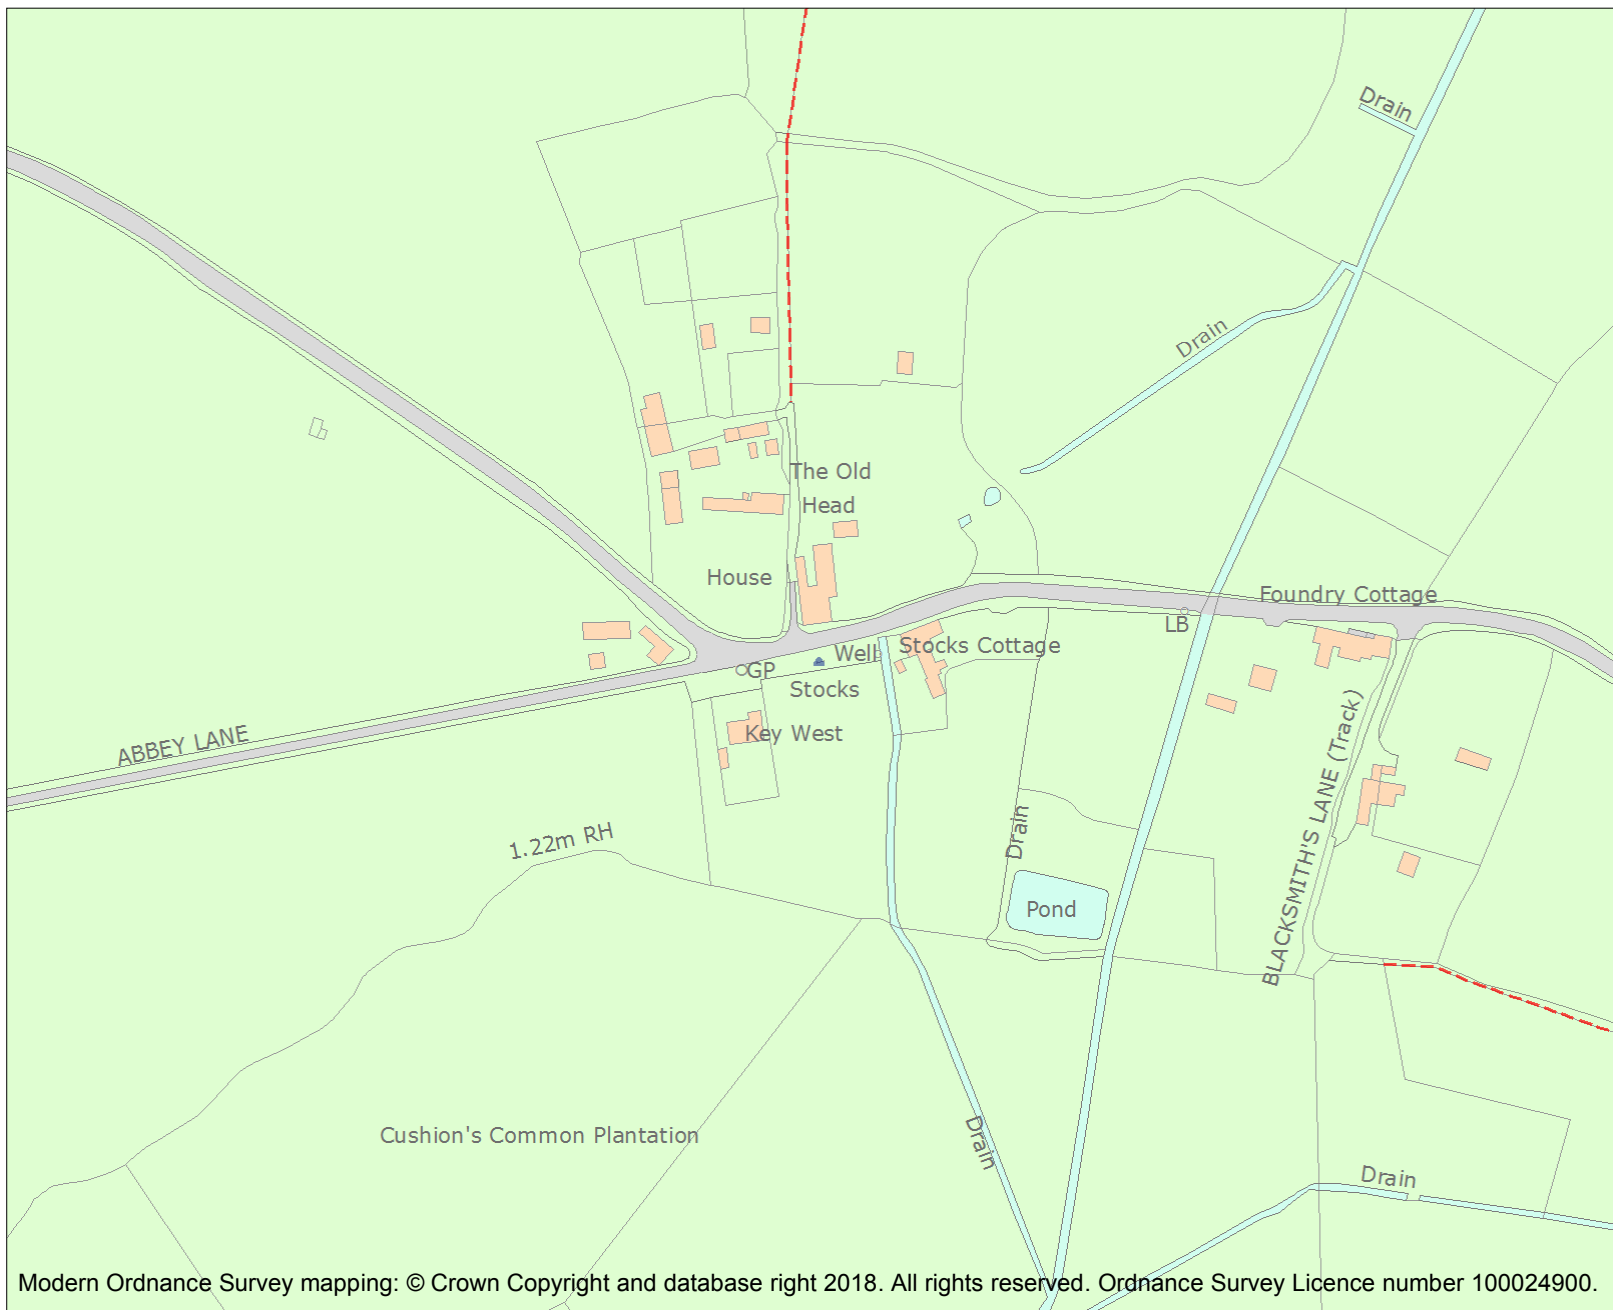 Drain
Drain
The Old
Head
House
Foundry Cottage
LB
Well
Stocks Cottage
GP
Stocks
Key West
ABBEY LANE
BLACKSMITH'S LANE (Track)
1.22m RH
Drain
Pond
Cushion's Common Plantation
Drain
Drain
Modern Ordnance Survey mapping: © Crown Copyright and database right 2018. All rights reserved. Ordnance Survey Licence number 100024900.